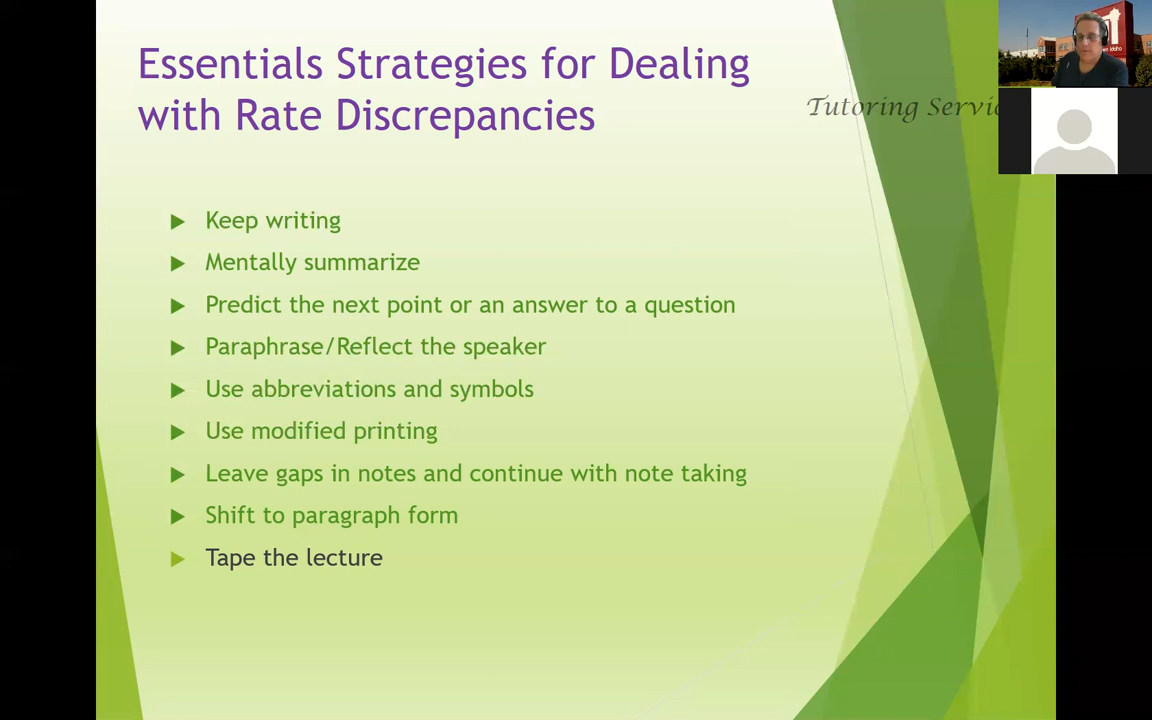 Essentials Strategies for Dealing
with Rate Discrepancies
Tutoring
Keep writing
Mentally summarize
Predict the next point or an answer to a question
Paraphrase/Reflect the speaker
Use abbreviations and symbols
Use modified printing
Leave gaps in notes and continue with note taking
Shift to paragraph form
Tape the lecture